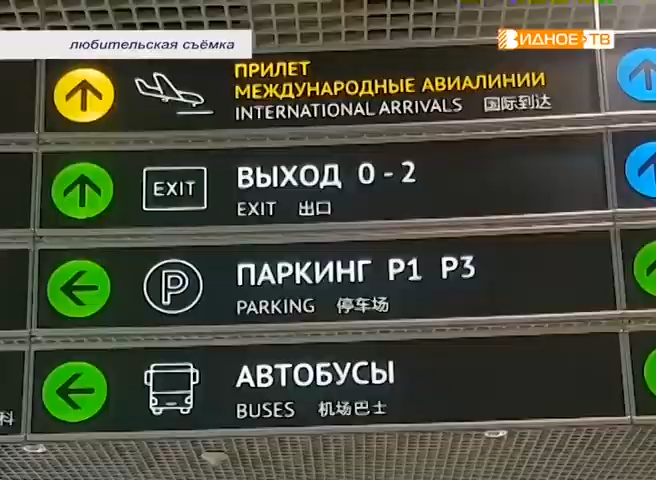 любительская съёмка
ВИДНОЕ-ТВ
ПРИЛЕТ
МЕЖДУНАРОДНЫЕ АВИАЛИНИИ
INTERNATIONAL ARRIVALS 国际到达
EXIT
ВЫХОД 0 - 2
EXIT 出口
P
ПАРКИНГ P1 P3
PARKING 停车场
АВТОБУСЫ
BUSES 机场巴士
科